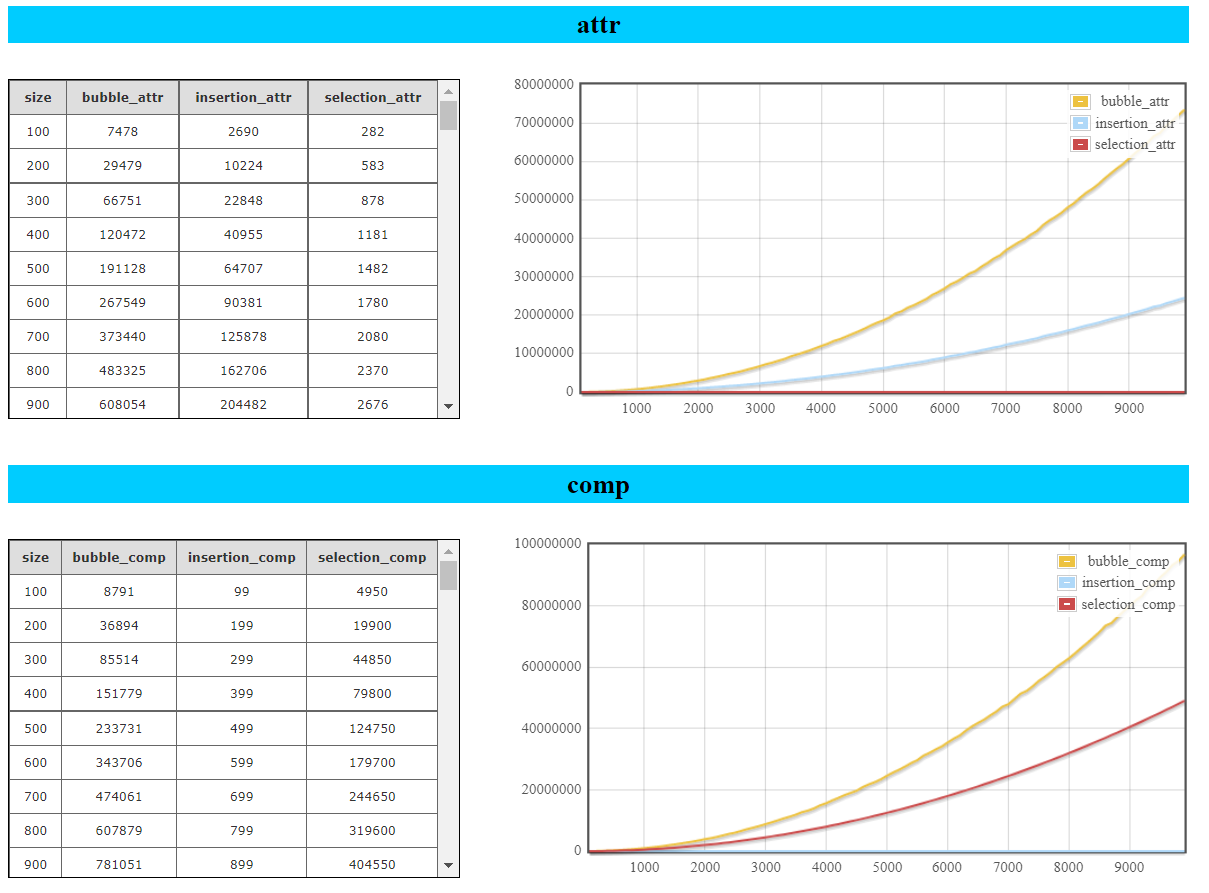 attr
size bubble_attr insertion_attr selection_attr
100 7478 2690 282
200 29479 10224 583
300 66751 22848 878
400 120472 40955 1181
500 191128 64707 1482
600 267549 90381 1780
700 373440 125878 2080
800 483325 162706 2370
900 608054 204482 2676
80000000
70000000
60000000
50000000
40000000
30000000
20000000
10000000
0
1000 2000 3000 4000 5000 6000 7000 8000 9000
bubble_attr
insertion_attr
selection_attr
comp
size bubble_comp insertion_comp selection_comp
100 8791 99 4950
200 36894 199 19900
300 85514 299 44850
400 151779 399 79800
500 233731 499 124750
600 343706 599 179700
700 474061 699 244650
800 607879 799 319600
900 781051 899 404550
100000000
80000000
60000000
40000000
20000000
0
1000 2000 3000 4000 5000 6000 7000 8000 9000
bubble_comp
insertion_comp
selection_comp